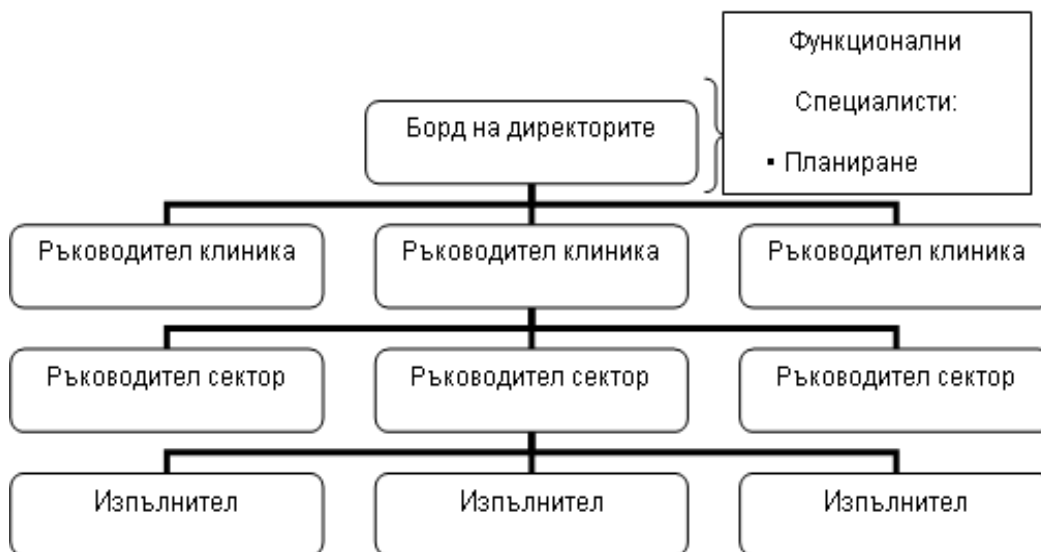 Функционални
Специалисти:
▪ Планиране
Борд на директорите
Ръководител клиника
Ръководител клиника
Ръководител клиника
Ръководител сектор
Ръководител сектор
Ръководител сектор
Изпълнител
Изпълнител
Изпълнител